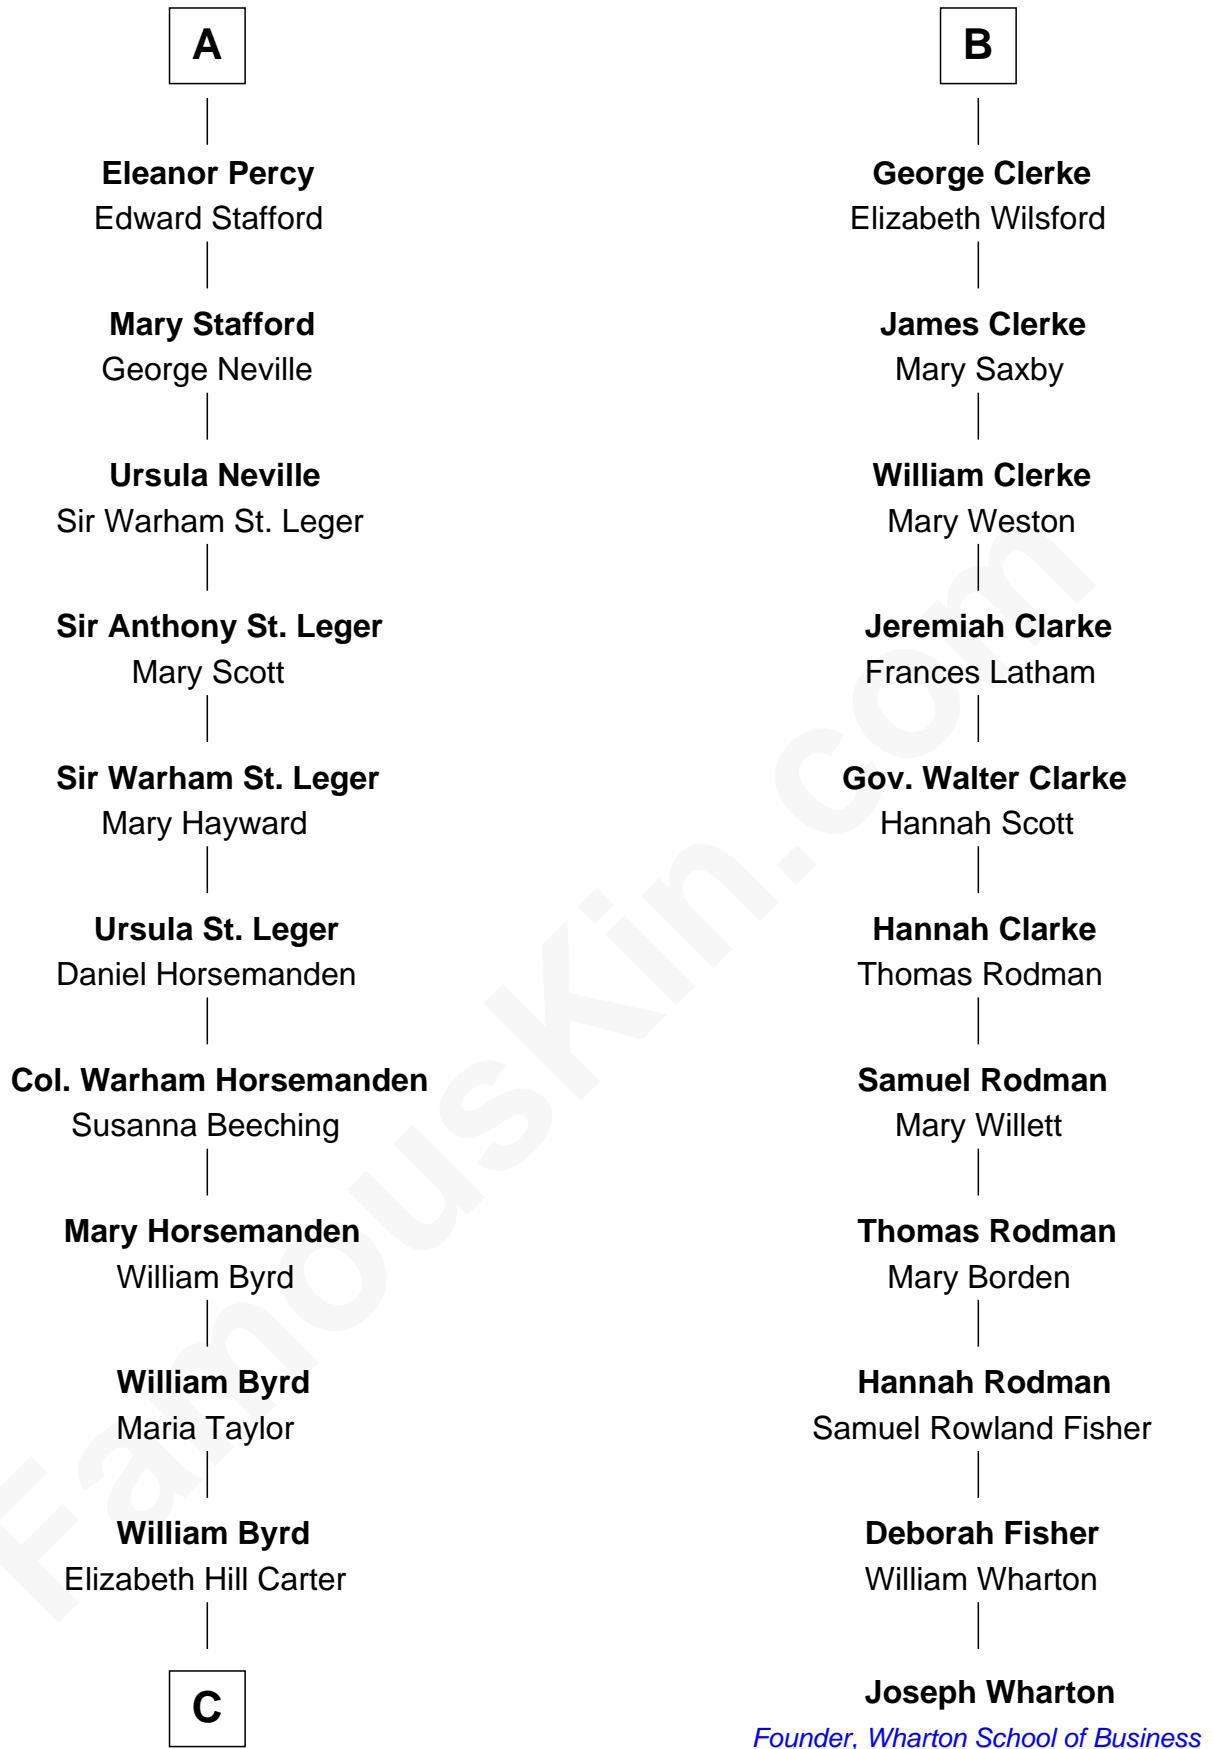 A
Eleanor Percy
Edward Stafford
Mary Stafford
George Neville
Ursula Neville
Sir Warham St. Leger
Sir Anthony St. Leger
Mary Scott
Sir Warham St. Leger
Mary Hayward
Ursula St. Leger
Daniel Horsemanden
Col. Warham Horsemanden
Susanna Beeching
Mary Horsemanden
William Byrd
William Byrd
Maria Taylor
William Byrd
Elizabeth Hill Carter
C
B
George Clerke
Elizabeth Wilsford
James Clerke
Mary Saxby
William Clerke
Mary Weston
Jeremiah Clarke
Frances Latham
Gov. Walter Clarke
Hannah Scott
Hannah Clarke
Thomas Rodman
Samuel Rodman
Mary Willett
Thomas Rodman
Mary Borden
Hannah Rodman
Samuel Rowland Fisher
Deborah Fisher
William Wharton
Joseph Wharton
Founder, Wharton School of Business
FamousKin.com